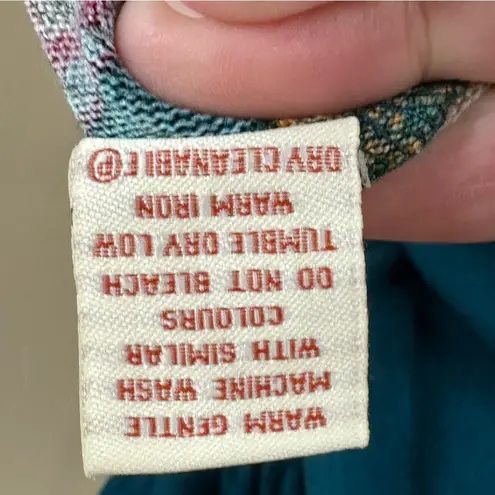 WARM GENTLE
MACHINE WASH
WITH SIMILAR
COLOURS
DO NOT BLEACH
TUMBLE DRY LOW
WARM IRON
DRY CLEANABLE Ⓟ